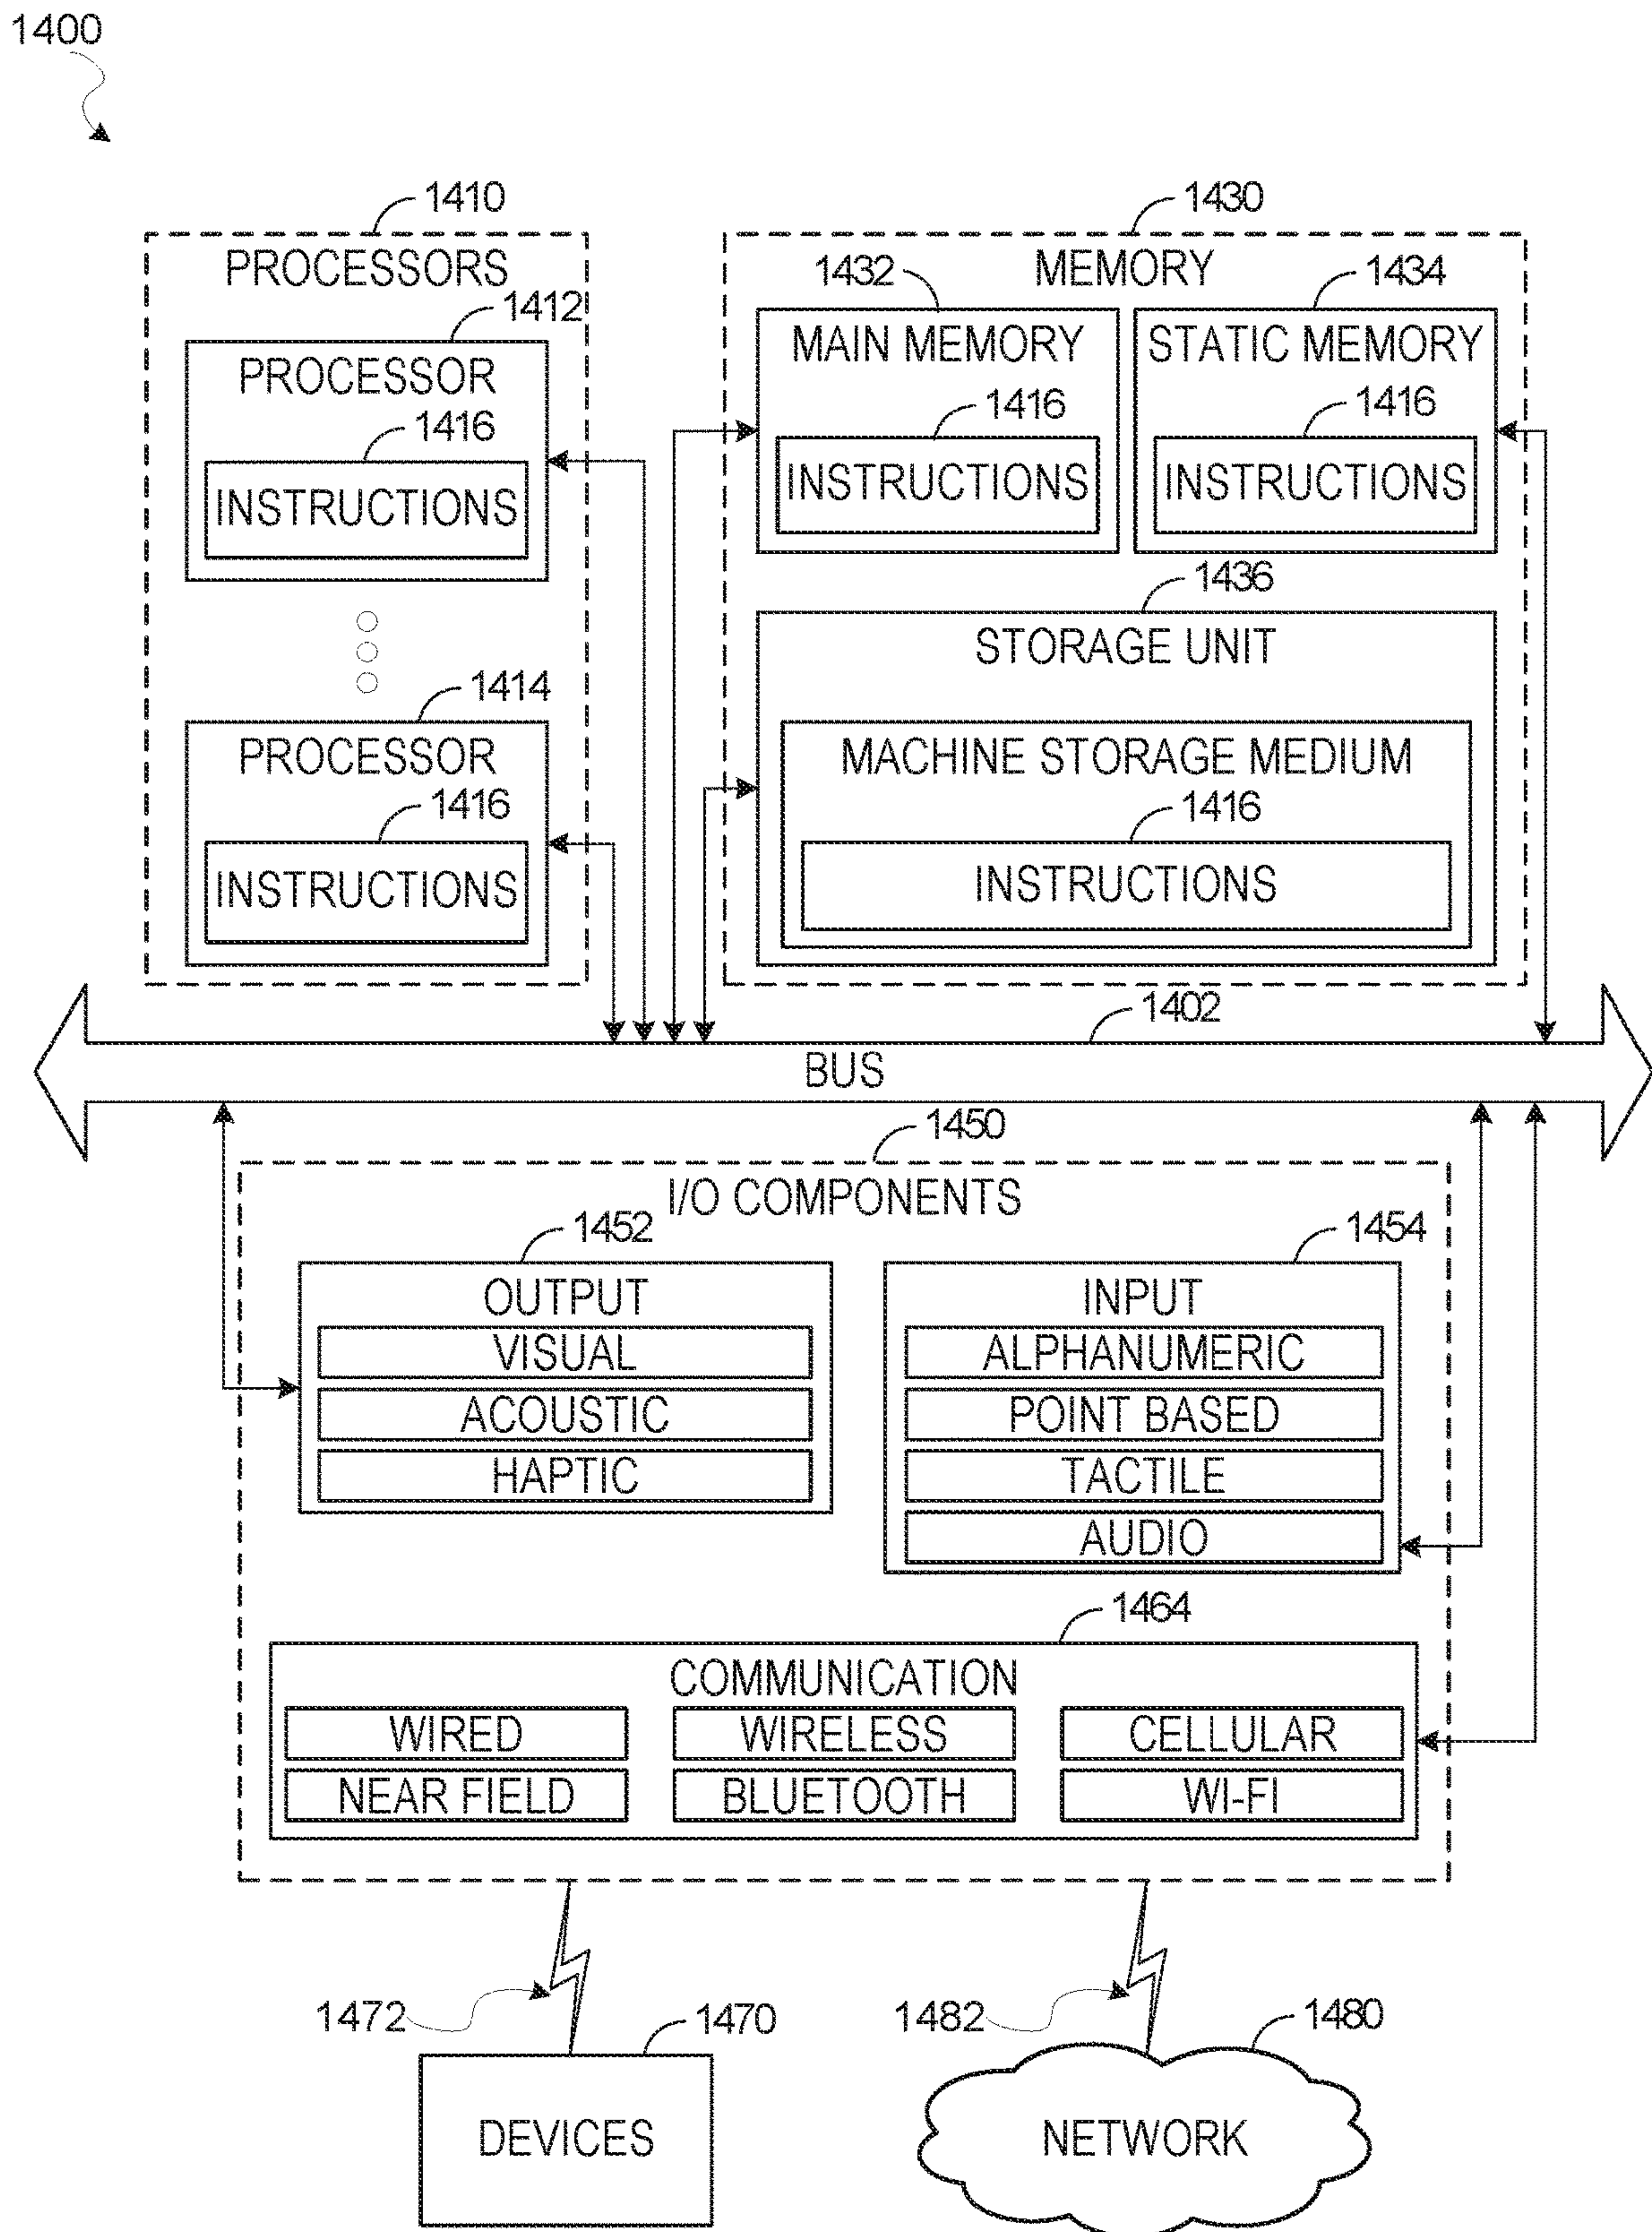 1400
1410
1430
PROCESSORS
MEMORY
1432
1434
1412
PROCESSOR
MAIN MEMORY
STATIC MEMORY
1416
1416
1416
INSTRUCTIONS
INSTRUCTIONS
INSTRUCTIONS
1436
STORAGE UNIT
1414
PROCESSOR
MACHINE STORAGE MEDIUM
1416
1416
INSTRUCTIONS
INSTRUCTIONS
1402
BUS
1450
I/O COMPONENTS
1452
1454
OUTPUT
INPUT
VISUAL
ALPHANUMERIC
ACOUSTIC
POINT BASED
HAPTIC
TACTILE
AUDIO
1464
COMMUNICATION
WIRED
WIRELESS
CELLULAR
NEAR FIELD
BLUETOOTH
WI-FI
1472
1470
1482
1480
DEVICES
NETWORK